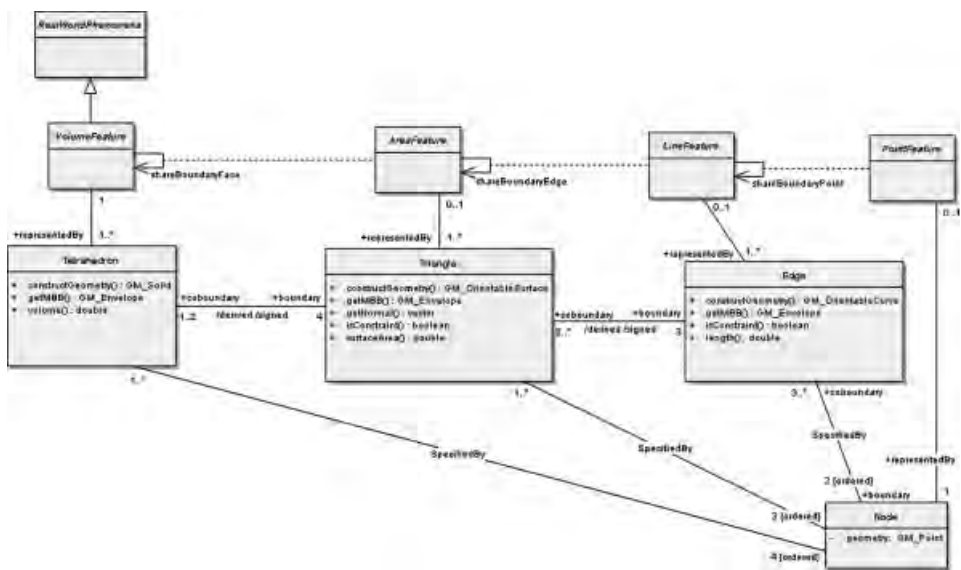 RealWorldPhenomena
VolumeFeature
AreaFeature
LineFeature
PointFeature
shareBoundaryFace
shareBoundaryEdge
shareBoundaryPoint
1
0..1
0..1
0..1
+representedBy
1..*
+representedBy
1..*
+representedBy
1..*
Tetrahedron
+ constructGeometry() : GM_Solid
+ getMBB() : GM_Envelope
+ volume() : double
+coboundary
+boundary
1..2
/derived /signed
4
Triangle
+ constructGeometry() : GM_OrientableSurface
+ getMBB() : GM_Envelope
+ getNormal() : vector
+ isConstraint() : boolean
+ surfaceArea() : double
+coboundary
+boundary
/derived /signed
3
Edge
+ constructGeometry() : GM_OrientableCurve
+ getMBB() : GM_Envelope
+ isConstraint() : boolean
+ length() : double
1..*
1..*
+coboundary
SpecifiedBy
SpecifiedBy
SpecifiedBy
+representedBy
2 {ordered}
+boundary
1
3 {ordered}
4 {ordered}
Node
- geometry: GM_Point